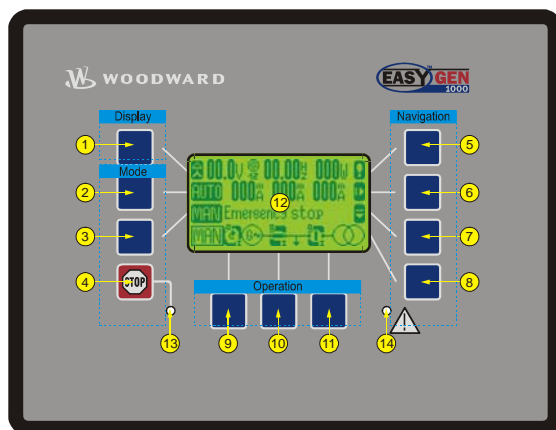 WOODWARD
EASYGEN™
1000
Display
Navigation
1
5
Mode
00.0V 00.00Hz 000W
2
AUTO 000A 000A 000A
6
12
3
MAN Emergency stop
7
MAN G
4
STOP
8
Operation
13
9
10
11
14